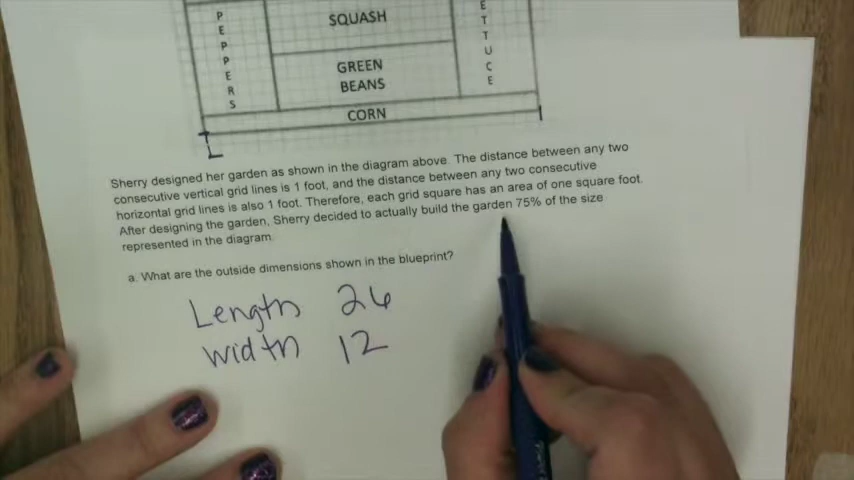 PEPPERS
SQUASH
ETTUCE
GREEN
BEANS
CORN
Sherry designed her garden as shown in the diagram above. The distance between any two
consecutive vertical grid lines is 1 foot, and the distance between any two consecutive
horizontal grid lines is also 1 foot. Therefore, each grid square has an area of one square foot.
After designing the garden, Sherry decided to actually build the garden 75% of the size
represented in the diagram.
a. What are the outside dimensions shown in the blueprint?
Length 26
Width 12